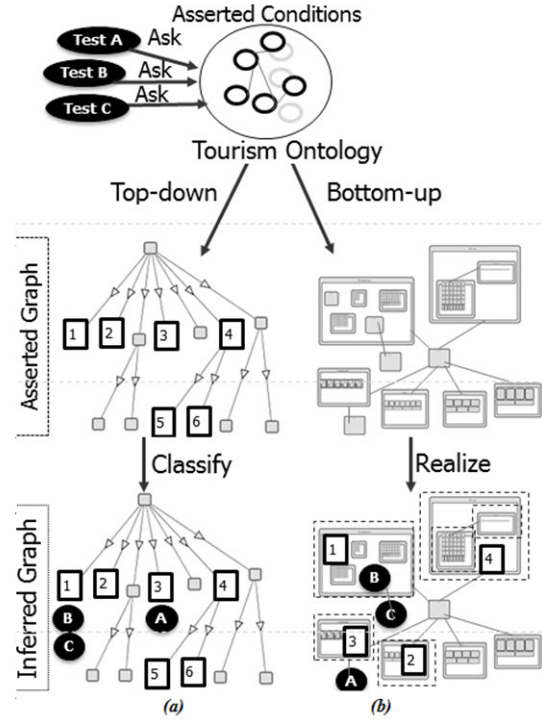 Asserted Conditions
Test A
Ask
Test B
Ask
Test C
Ask
Tourism Ontology
Top-down
Bottom-up
Asserted Graph
1
2
3
4
5
6
Classify
Realize
Inferred Graph
1
2
3
4
B
A
C
5
6
1
B
C
4
3
2
A
(a)
(b)